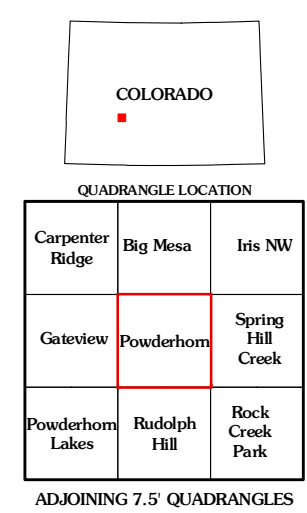 COLORADO
QUADRANGLE LOCATION
Carpenter
Ridge
Big Mesa
Iris NW
Gateview
Powderhorn
Spring
Hill
Creek
Powderhorn
Lakes
Rudolph
Hill
Rock
Creek
Park
ADJOINING 7.5' QUADRANGLES